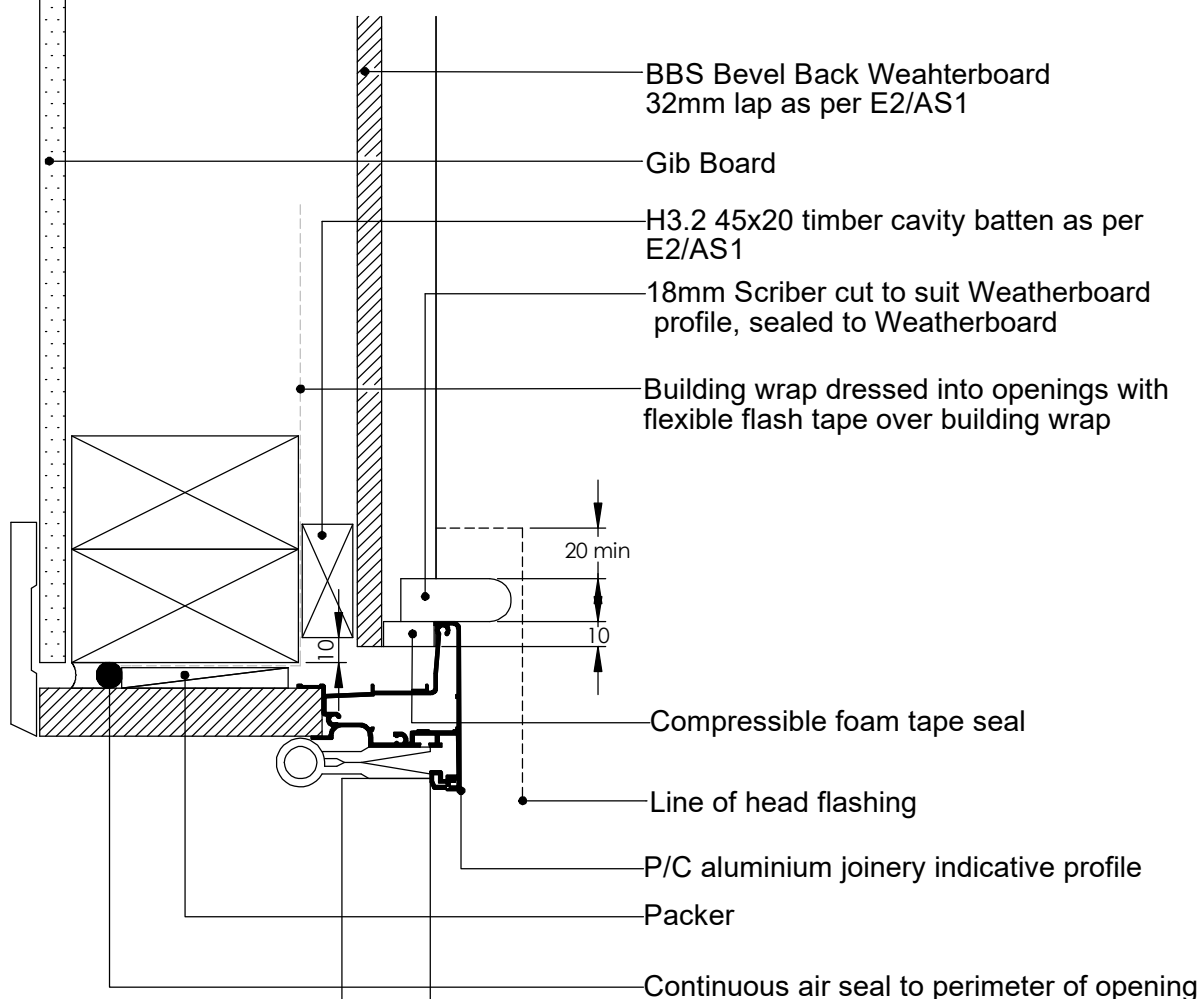 BBS Bevel Back Weahterboard
32mm lap as per E2/AS1
Gib Board
H3.2 45x20 timber cavity batten as per
E2/AS1
18mm Scriber cut to suit Weatherboard
profile, sealed to Weatherboard
Building wrap dressed into openings with
flexible flash tape over building wrap
20 min
10
10
Compressible foam tape seal
Line of head flashing
P/C aluminium joinery indicative profile
Packer
Continuous air seal to perimeter of opening